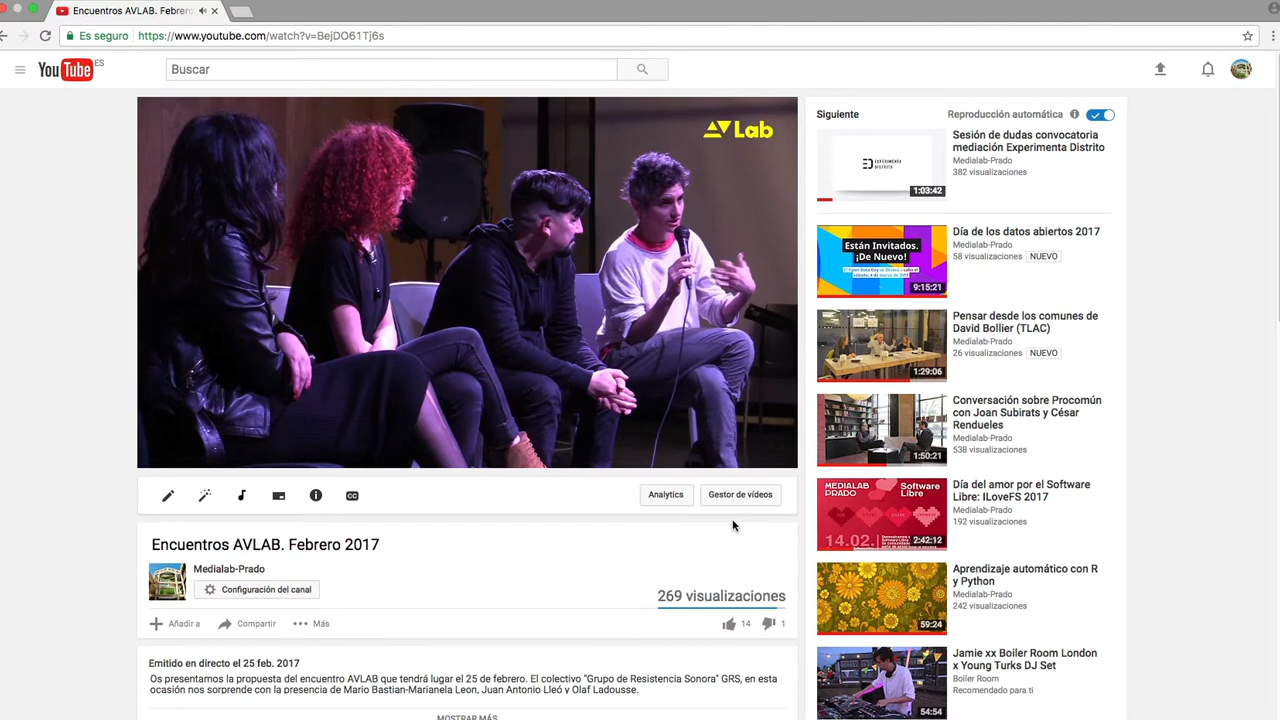 Encuentros AVLAB. Febrero
Es seguro https://www.youtube.com/watch?v=BejDO61Tj6s
YouTube ES
Buscar
Lab
Analytics
Gestor de vídeos
Encuentros AVLAB. Febrero 2017
Medialab-Prado
Configuración del canal
269 visualizaciones
Añadir a
Compartir
Más
14
1
Emitido en directo el 25 feb. 2017
Os presentamos la propuesta del encuentro AVLAB que tendrá lugar el 25 de febrero. El colectivo "Grupo de Resistencia Sonora" GRS, en esta
ocasión nos sorprende con la presencia de Mario Bastian-Marianela Leon, Juan Antonio Lleó y Olaf Ladousse.
MOSTRAR MÁS
Siguiente
Reproducción automática
EXPERIMENTA
DISTRITO
1:03:42
Sesión de dudas convocatoria
mediación Experimenta Distrito
Medialab-Prado
382 visualizaciones
Están Invitados.
¡De Nuevo!
9:15:21
Día de los datos abiertos 2017
Medialab-Prado
58 visualizaciones NUEVO
1:29:06
Pensar desde los comunes de
David Bollier (TLAC)
Medialab-Prado
26 visualizaciones NUEVO
1:50:21
Conversación sobre Procomún
con Joan Subirats y César
Rendueles
Medialab-Prado
538 visualizaciones
MEDIALAB
PRADO
Software
Libre
14.02.
2:42:12
Día del amor por el Software
Libre: ILoveFS 2017
Medialab-Prado
192 visualizaciones
59:24
Aprendizaje automático con R
y Python
Medialab-Prado
242 visualizaciones
54:54
Jamie xx Boiler Room London
x Young Turks DJ Set
Boiler Room
Recomendado para ti